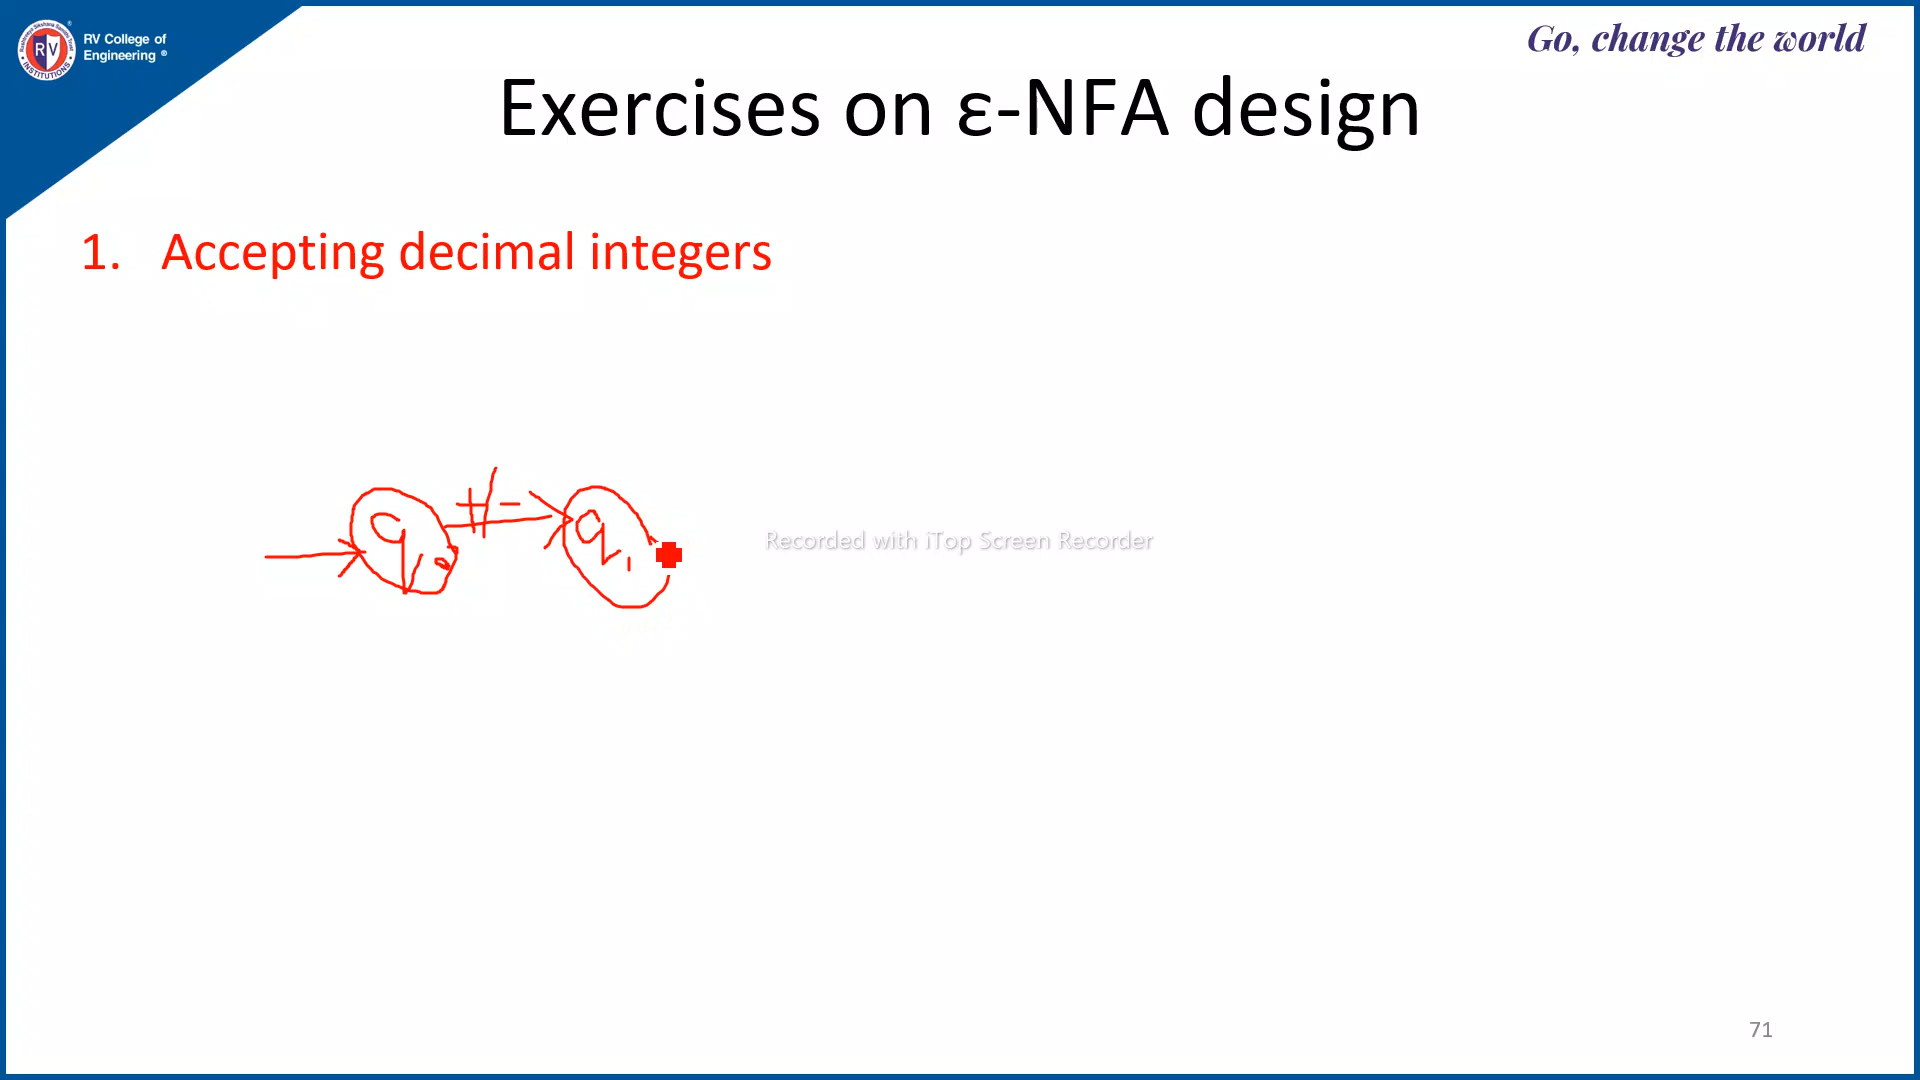 RV College of
Engineering ®
Go, change the world
Exercises on ε-NFA design
1. Accepting decimal integers
+/-
q0
q1
Recorded with iTop Screen Recorder
71